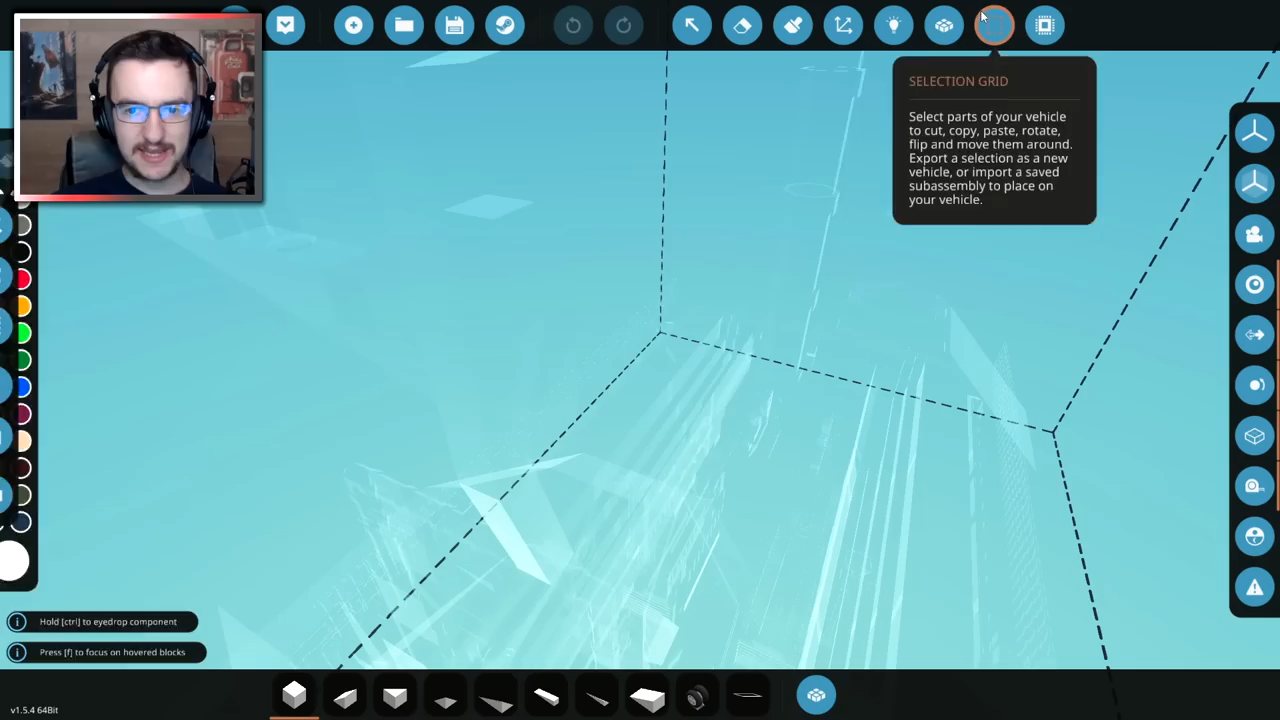 SELECTION GRID
Select parts of your vehicle
to cut, copy, paste, rotate,
flip and move them around.
Export a selection as a new
vehicle, or import a saved
subassembly to place on
your vehicle.
Hold [ctrl] to eyedrop component
Press [f] to focus on hovered blocks
v1.5.4 64Bit